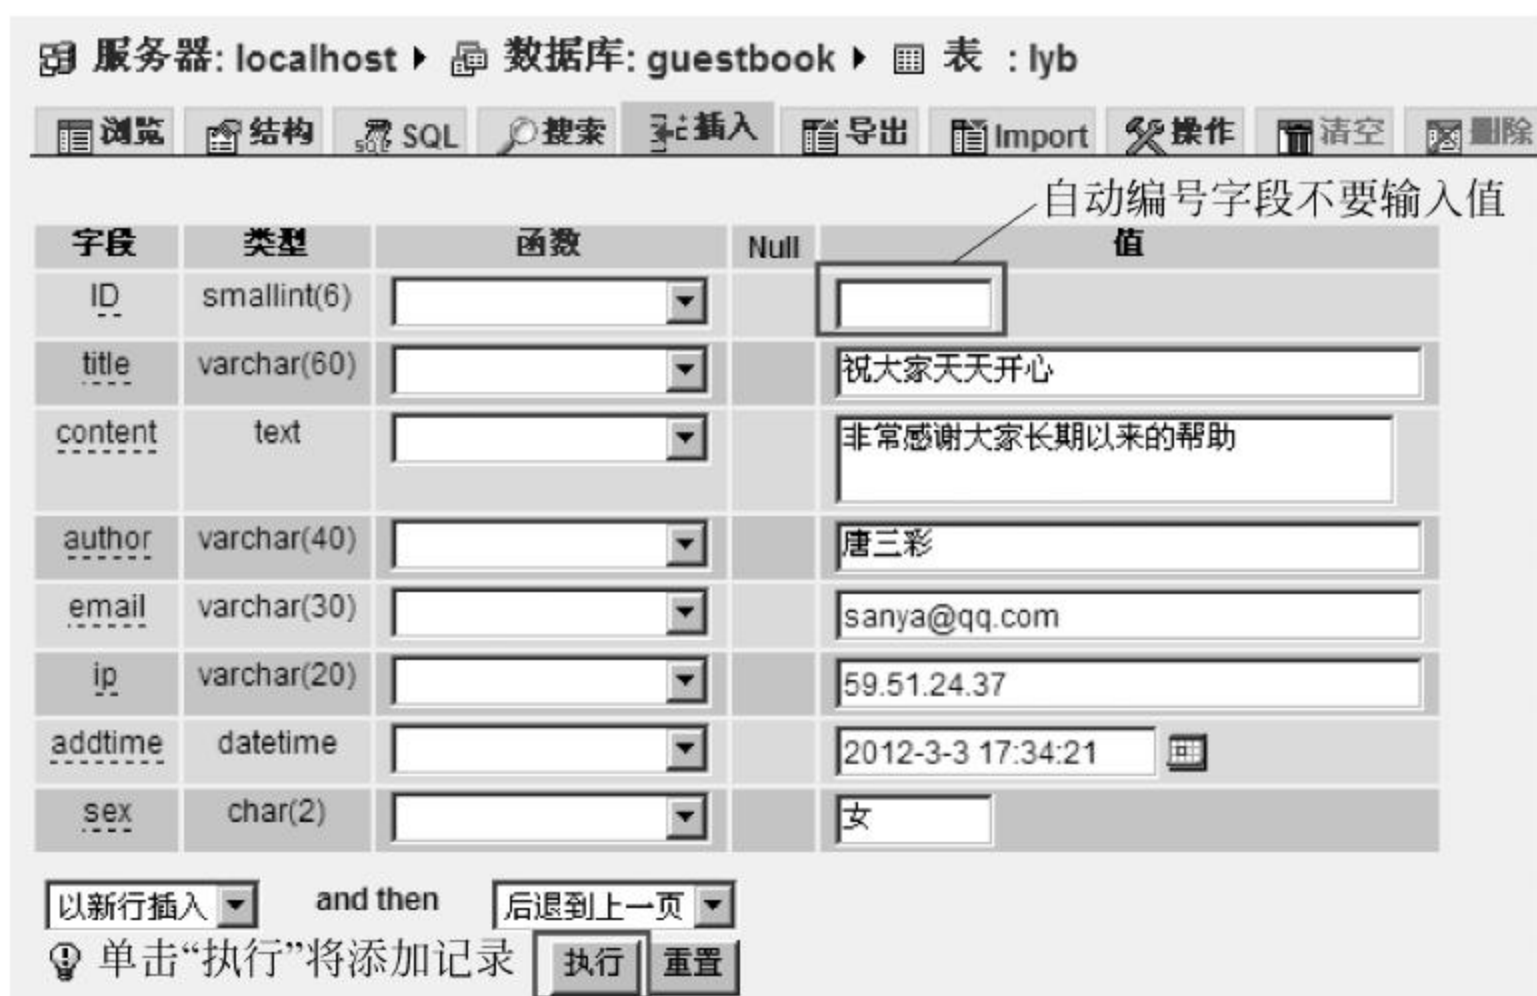 服务器: localhost ▸ 数据库: guestbook ▸ 表 : lyb
浏览 结构 SQL 搜索 插入 导出 Import 操作 清空 删除
自动编号字段不要输入值
字段 类型 函数 Null 值
ID smallint(6)
title varchar(60) 祝大家天天开心
content text 非常感谢大家长期以来的帮助
author varchar(40) 唐三彩
email varchar(30) sanya@qq.com
ip varchar(20) 59.51.24.37
addtime datetime 2012-3-3 17:34:21
sex char(2) 女
以新行插入 and then 后退到上一页
单击“执行”将添加记录 执行 重置